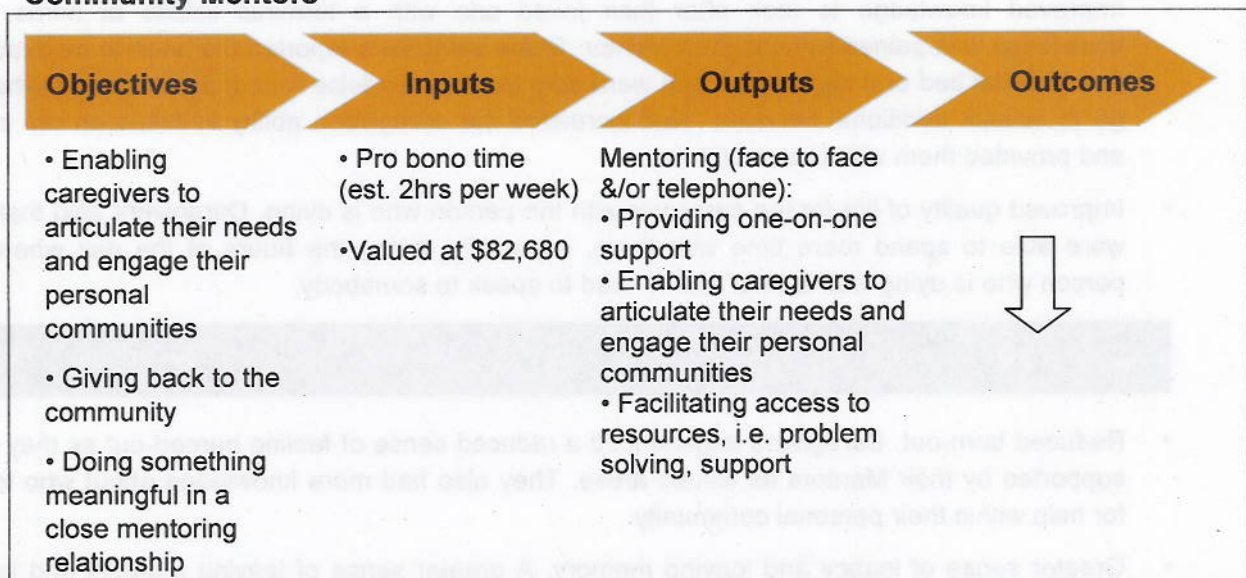 Community Mentors
Objectives
Inputs
Outputs
Outcomes
• Enabling
caregivers to
articulate their needs
and engage their
personal
communities
• Giving back to the
community
• Doing something
meaningful in a
close mentoring
relationship
• Pro bono time
(est. 2hrs per week)
• Valued at $82,680
Mentoring (face to face
&/or telephone):
• Providing one-on-one
support
• Enabling caregivers to
articulate their needs and
engage their personal
communities
• Facilitating access to
resources, i.e. problem
solving, support